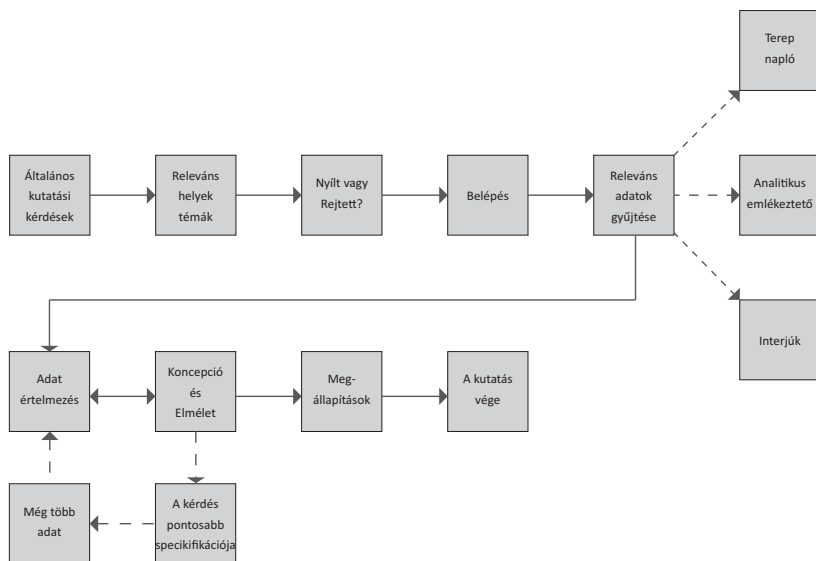 Terep
napló
Általános
kutatási
kérdések
Releváns
helyek
témák
Nyílt vagy
Rejtett?
Belépés
Releváns
adatok
gyűjtése
Analitikus
emlékeztető
Interjúk
Adat
értelmezés
Koncepció
és
Elmélet
Meg-
állapítások
A kutatás
vége
Még több
adat
A kérdés
pontosabb
specikifikációja